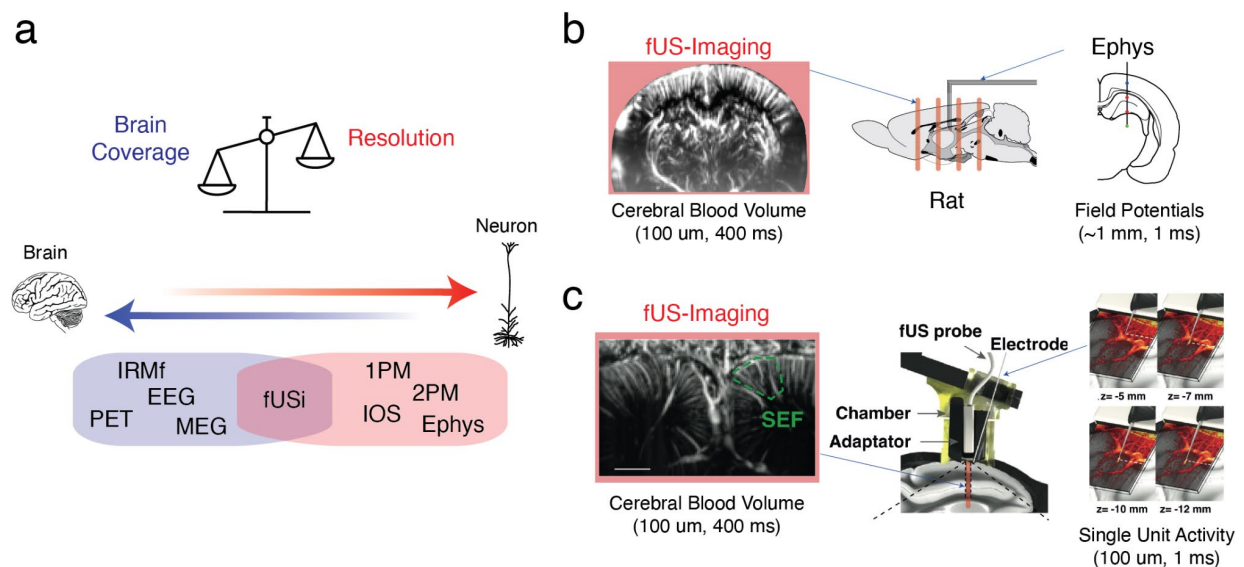 a
Brain
Coverage
Resolution
Brain
Neuron
IRMf
EEG
PET
MEG
fUSi
1PM
2PM
IOS
Ephys
b
fUS-Imaging
Cerebral Blood Volume
(100 um, 400 ms)
Rat
Ephys
Field Potentials
(~1 mm, 1 ms)
c
fUS-Imaging
SEF
Cerebral Blood Volume
(100 um, 400 ms)
fUS probe
Electrode
Chamber
Adaptator
z= -5 mm
z= -7 mm
z= -10 mm
z= -12 mm
Single Unit Activity
(100 um, 1 ms)